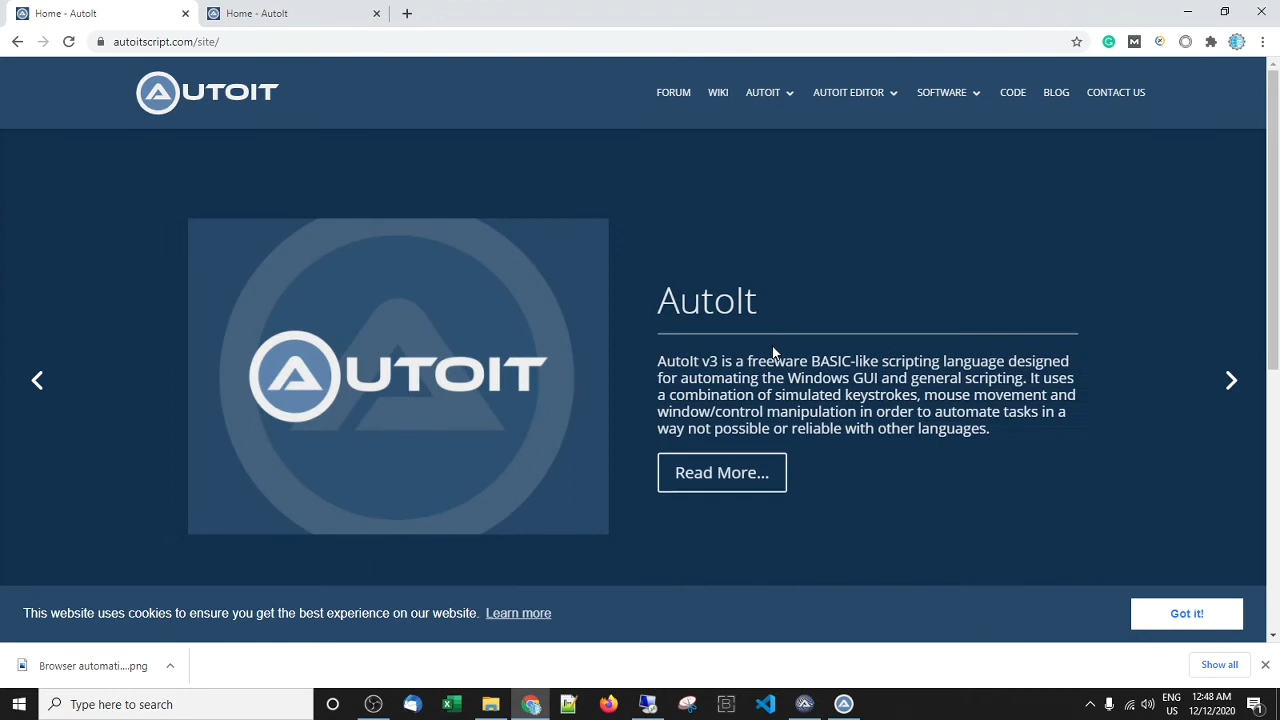 Home - AutoIt
Home - AutoIt
autoitscript.com/site/
AUTOIT
FORUM WIKI AUTOIT AUTOIT EDITOR SOFTWARE CODE BLOG CONTACT US
AUTOIT
AutoIt
AutoIt v3 is a freeware BASIC-like scripting language designed
for automating the Windows GUI and general scripting. It uses
a combination of simulated keystrokes, mouse movement and
window/control manipulation in order to automate tasks in a
way not possible or reliable with other languages.
Read More...
This website uses cookies to ensure you get the best experience on our website. Learn more
Got it!
Browser automati....png
Show all
Type here to search
ENG
US
12:48 AM
12/12/2020